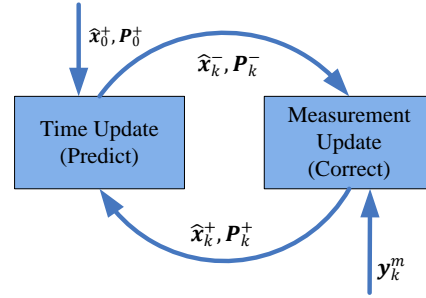 x̂₀⁺, P₀⁺
x̂ₖ⁻, Pₖ⁻
Time Update
(Predict)
Measurement
Update
(Correct)
x̂ₖ⁺, Pₖ⁺
yₖᵐ